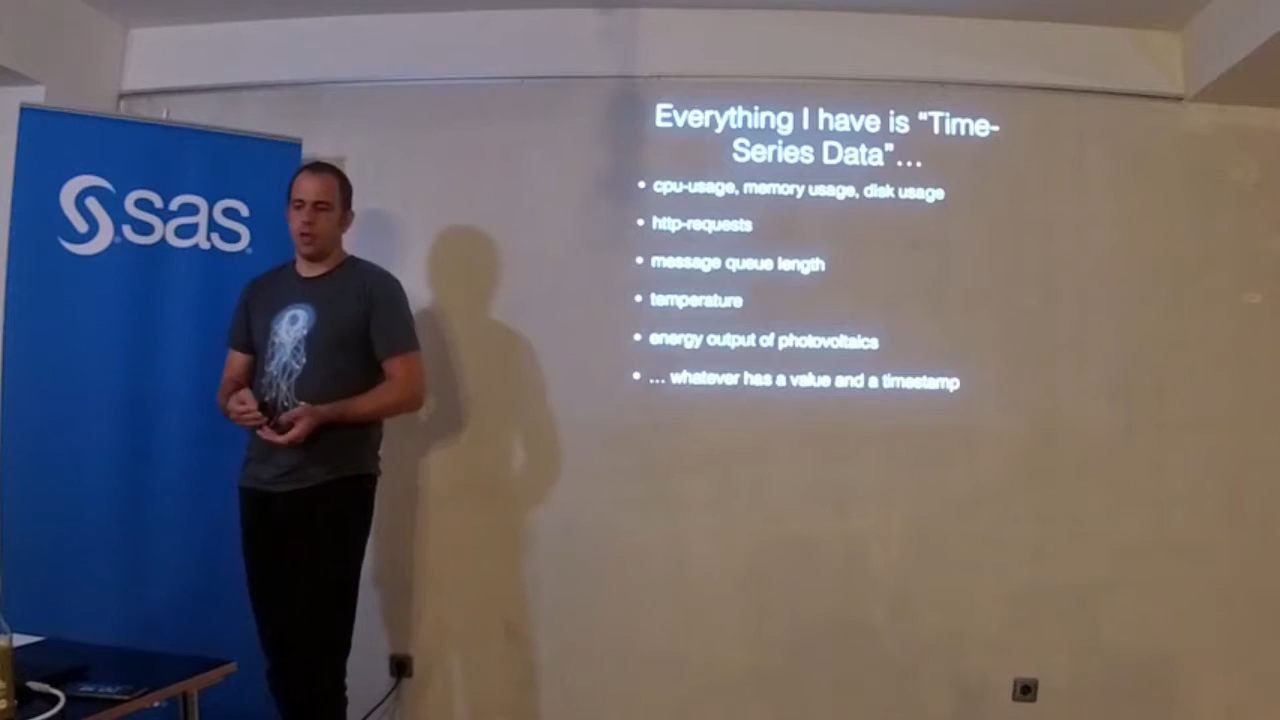 sas
Everything I have is “Time-
Series Data”…
• cpu-usage, memory usage, disk usage
• http-requests
• message queue length
• temperature
• energy output of photovoltaics
• … whatever has a value and a timestamp